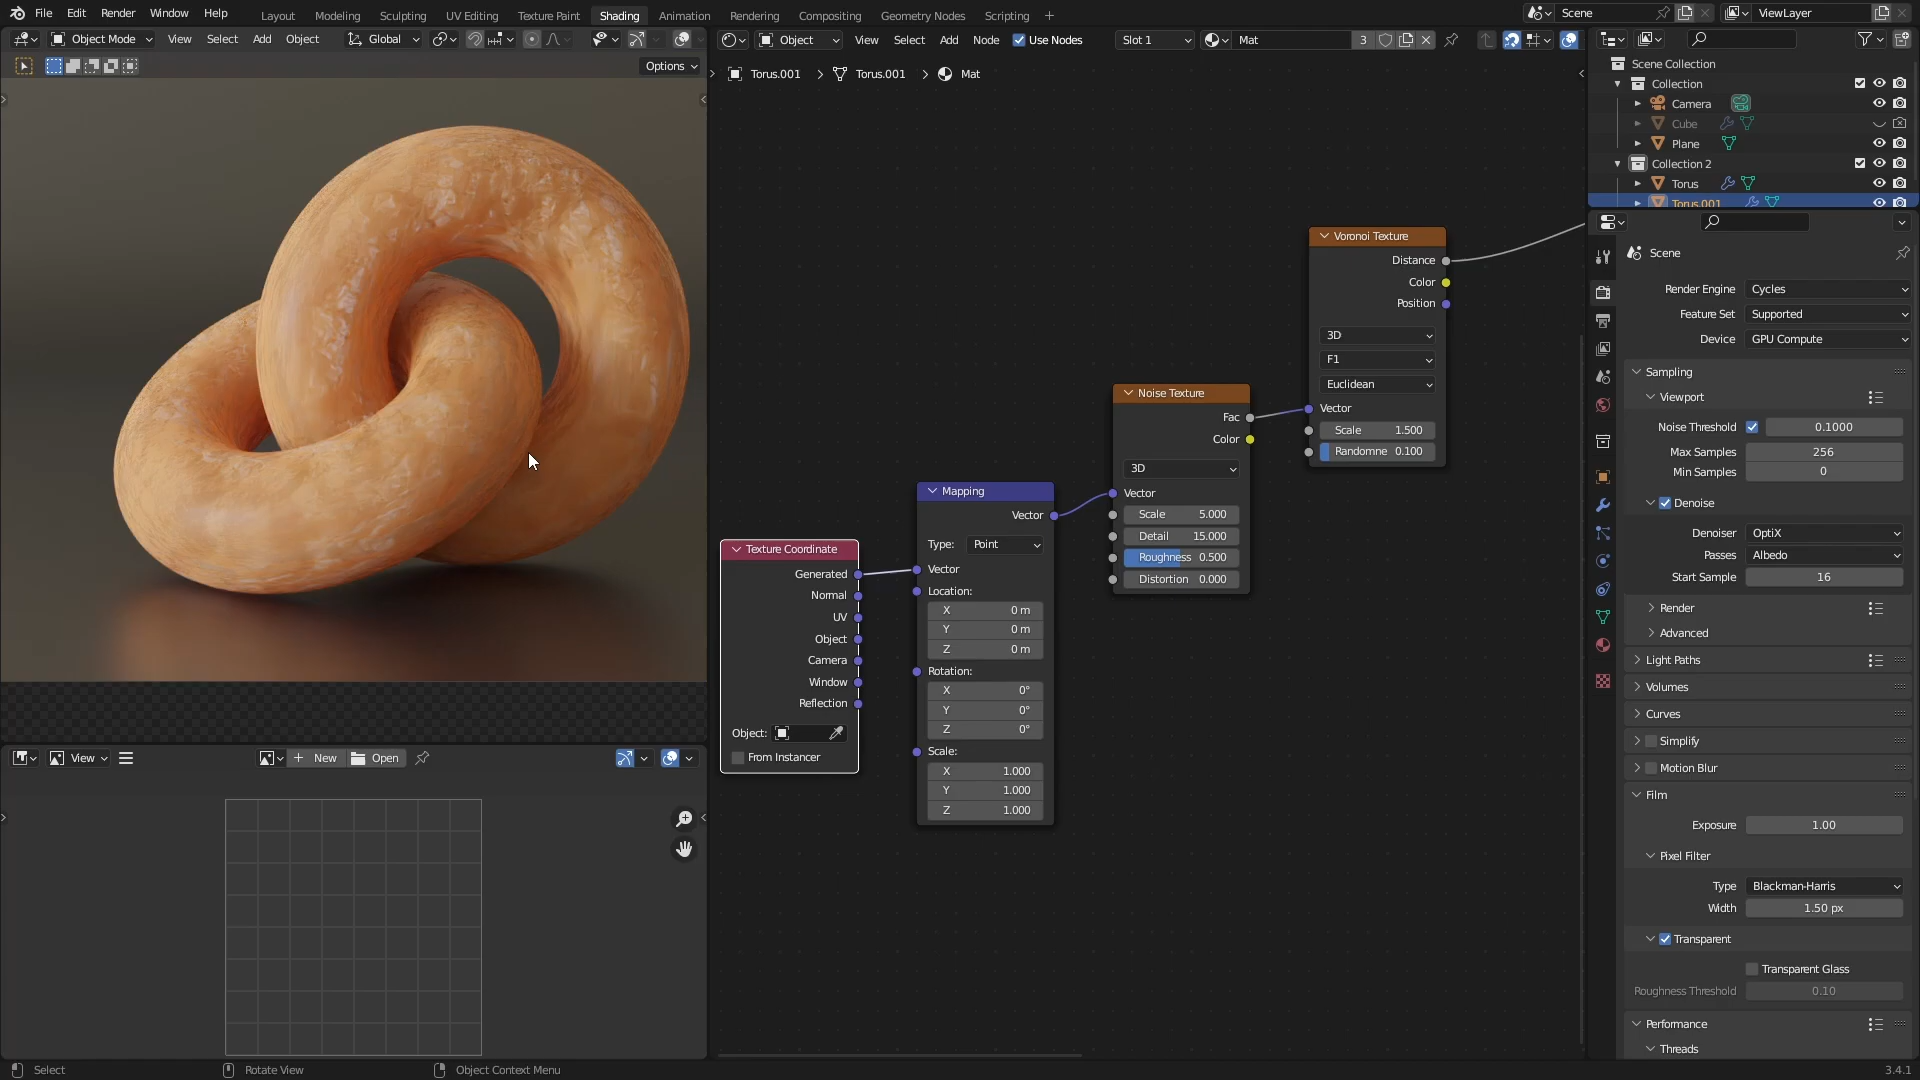 File Edit Render Window Help Layout Modeling Sculpting UV Editing Texture Paint Shading Animation Rendering Compositing Geometry Nodes Scripting + Scene ViewLayer
Object Mode View Select Add Object Global Object View Select Add Node Use Nodes Slot 1 Mat 3
Options
Torus.001 > Torus.001 > Mat
Voronoi Texture
Distance
Color
Position
3D
F1
Euclidean
Vector
Scale 1.500
Randomne 0.100
Noise Texture
Fac
Color
3D
Vector
Scale 5.000
Detail 15.000
Roughness 0.500
Distortion 0.000
Mapping
Vector
Type: Point
Vector
Location:
X 0 m
Y 0 m
Z 0 m
Rotation:
X 0°
Y 0°
Z 0°
Scale:
X 1.000
Y 1.000
Z 1.000
Texture Coordinate
Generated
Normal
UV
Object
Camera
Window
Reflection
Object:
From Instancer
View New Open
Scene Collection
Collection
Camera
Cube
Plane
Collection 2
Torus
Torus.001
Scene
Render Engine Cycles
Feature Set Supported
Device GPU Compute
Sampling
Viewport
Noise Threshold 0.1000
Max Samples 256
Min Samples 0
Denoise
Denoiser OptiX
Passes Albedo
Start Sample 16
Render
Advanced
Light Paths
Volumes
Curves
Simplify
Motion Blur
Film
Exposure 1.00
Pixel Filter
Type Blackman-Harris
Width 1.50 px
Transparent
Transparent Glass
Roughness Threshold 0.10
Performance
Threads
Select Rotate View Object Context Menu 3.4.1